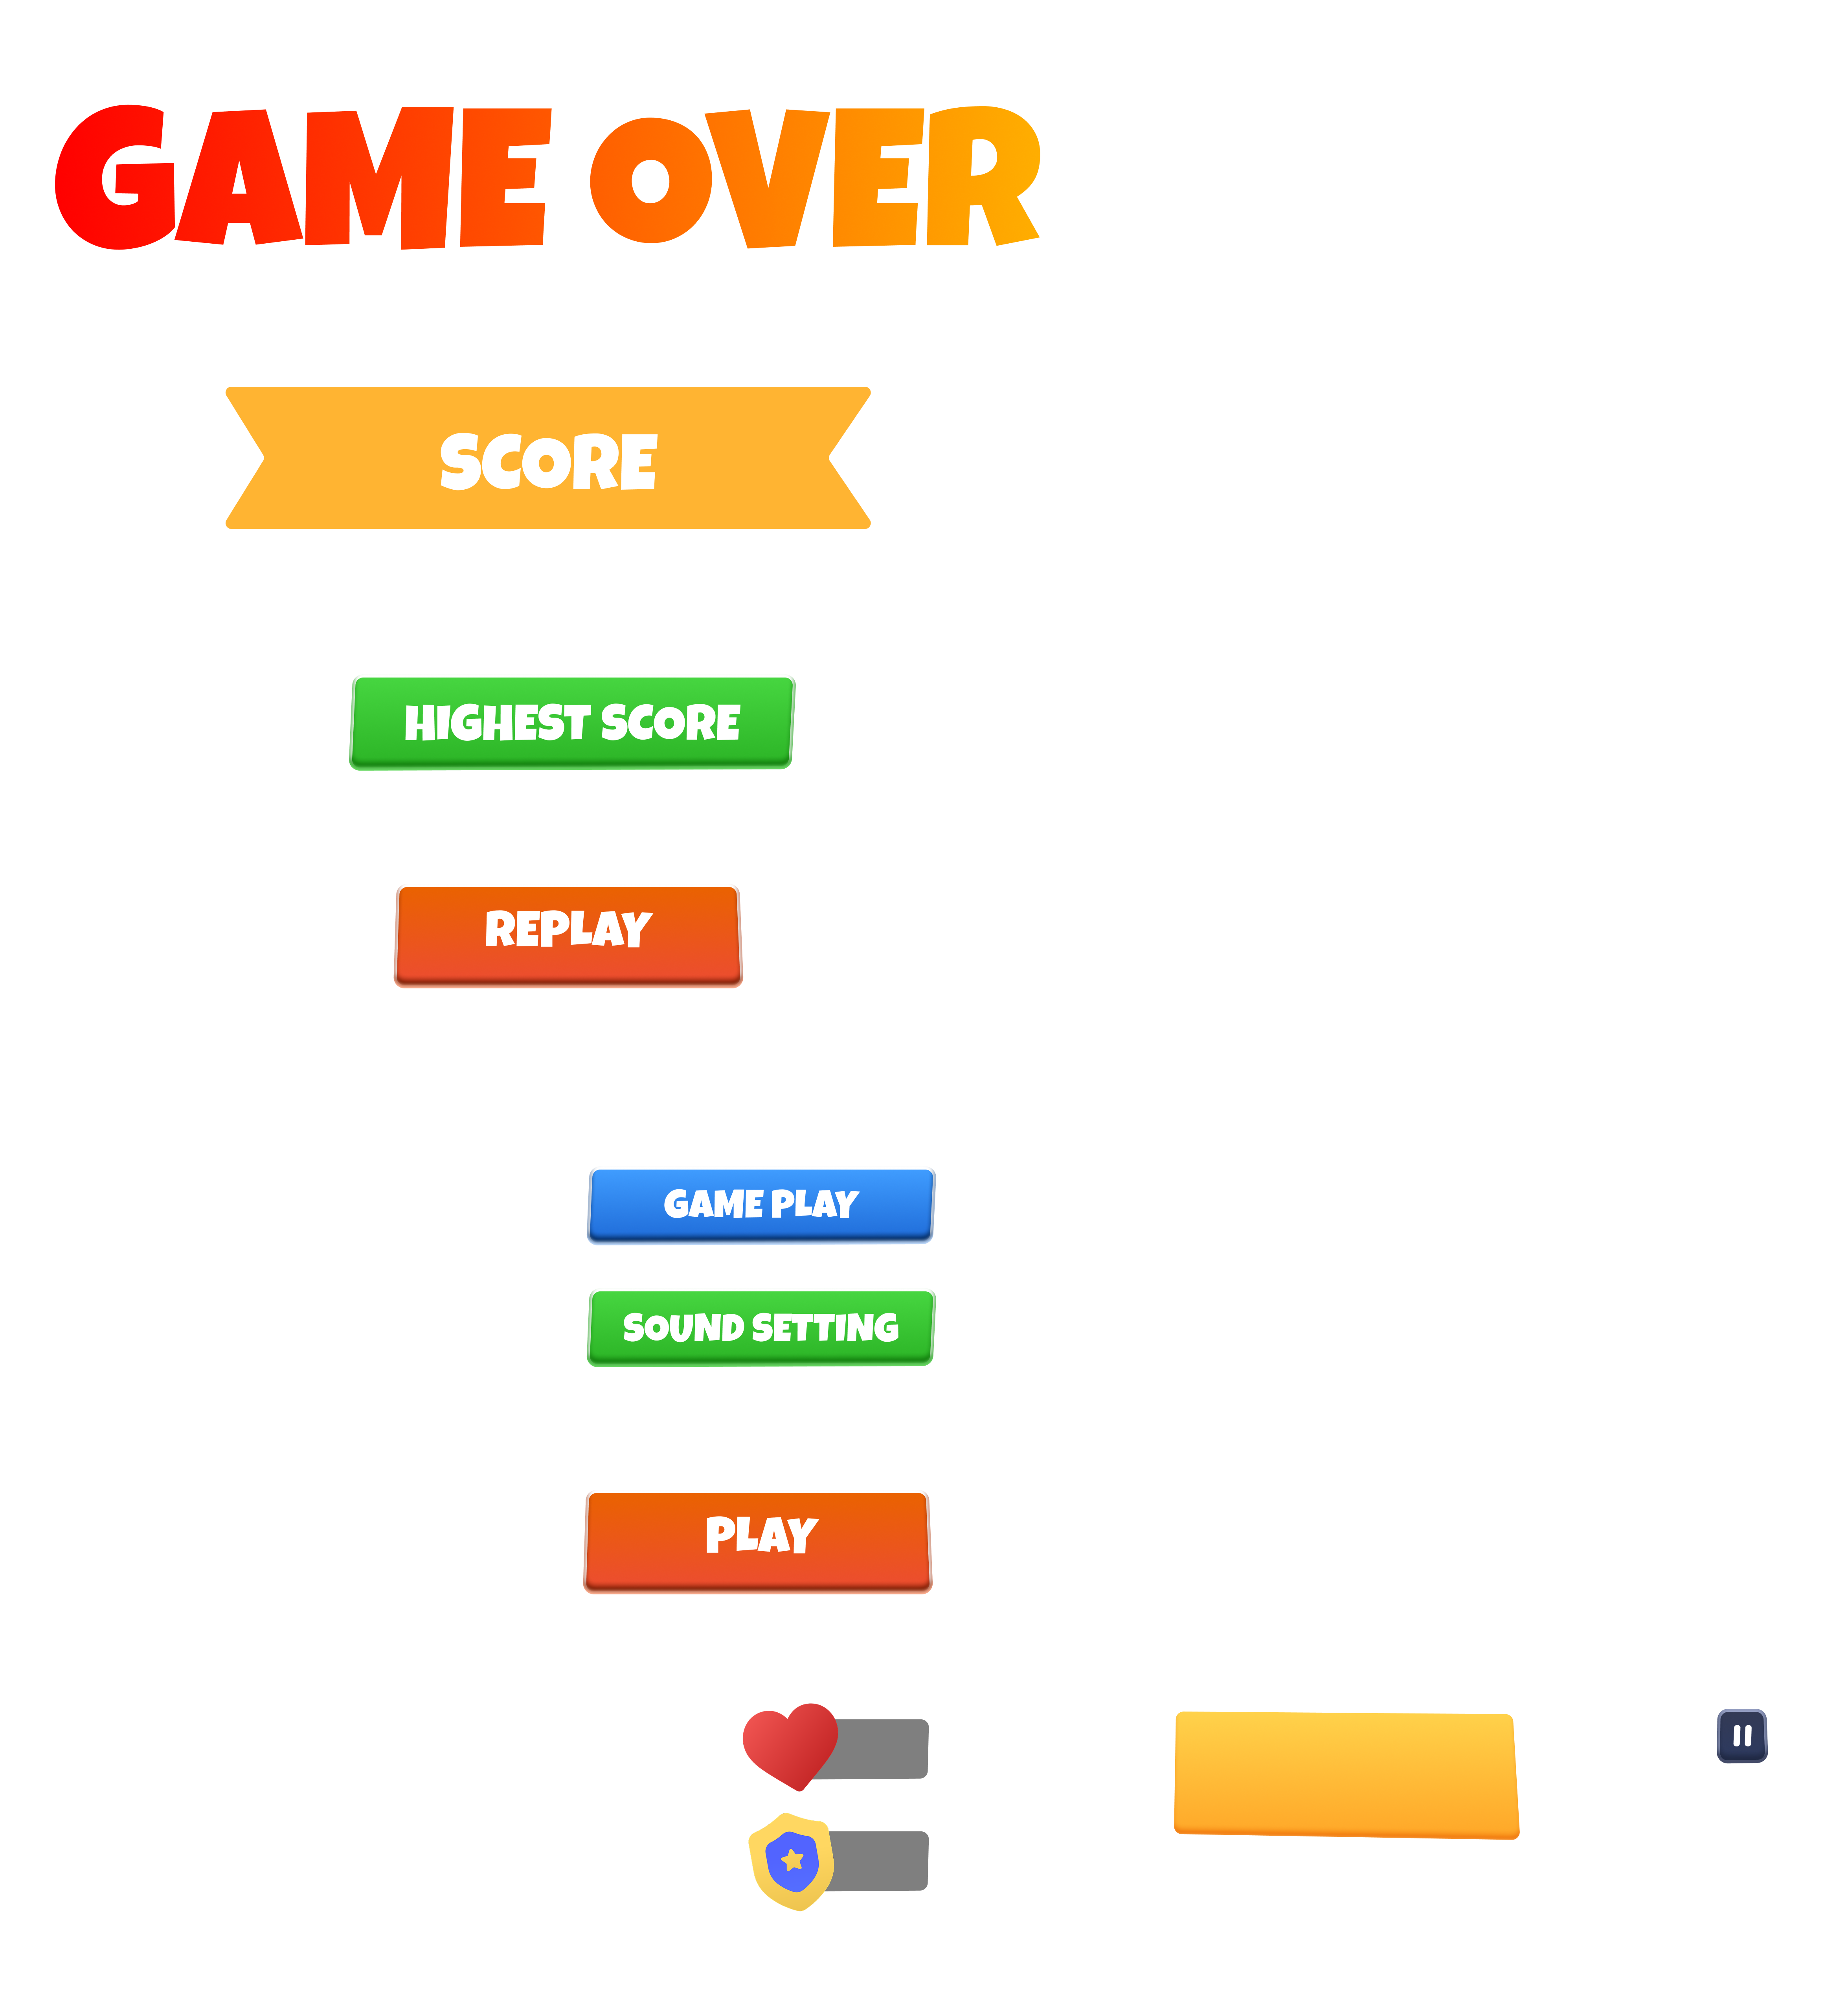 GAME OVER
SCORE
HIGHEST SCORE
REPLAY
GAME PLAY
SOUND SETTING
PLAY